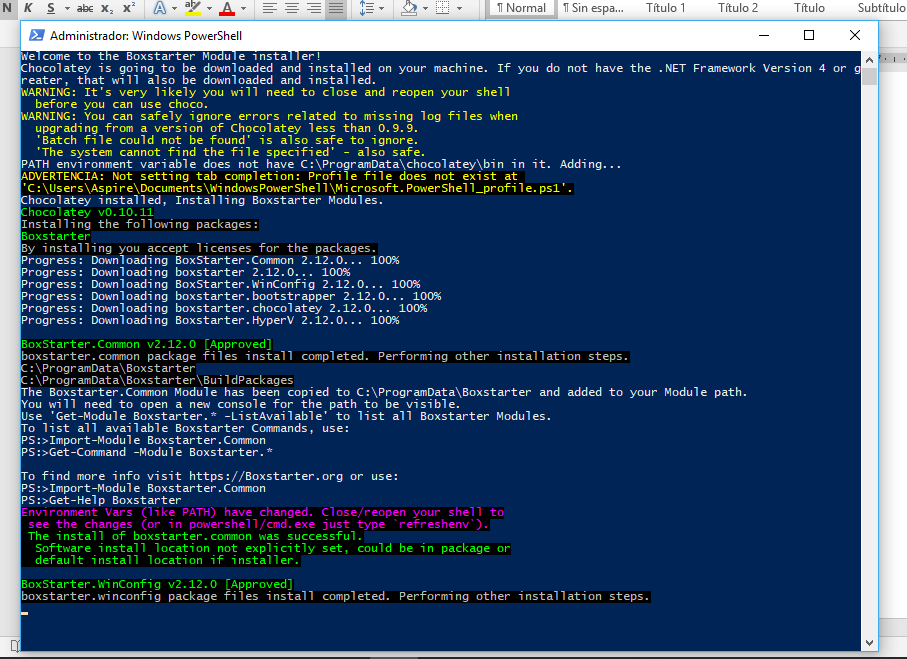 N K S abc x₂ x² A ab A ¶ Normal ¶ Sin espa... Título 1 Título 2 Título Subtítulo
Administrador: Windows PowerShell
Welcome to the Boxstarter Module installer!
Chocolatey is going to be downloaded and installed on your machine. If you do not have the .NET Framework Version 4 or g
reater, that will also be downloaded and installed.
WARNING: It's very likely you will need to close and reopen your shell
  before you can use choco.
WARNING: You can safely ignore errors related to missing log files when
  upgrading from a version of Chocolatey less than 0.9.9.
  'Batch file could not be found' is also safe to ignore.
  'The system cannot find the file specified' - also safe.
PATH environment variable does not have C:\ProgramData\chocolatey\bin in it. Adding...
ADVERTENCIA: Not setting tab completion: Profile file does not exist at
'C:\Users\Aspire\Documents\WindowsPowerShell\Microsoft.PowerShell_profile.ps1'.
Chocolatey installed, Installing Boxstarter Modules.
Chocolatey v0.10.11
Installing the following packages:
Boxstarter
By installing you accept licenses for the packages.
Progress: Downloading BoxStarter.Common 2.12.0... 100%
Progress: Downloading boxstarter 2.12.0... 100%
Progress: Downloading BoxStarter.WinConfig 2.12.0... 100%
Progress: Downloading boxstarter.bootstrapper 2.12.0... 100%
Progress: Downloading boxstarter.chocolatey 2.12.0... 100%
Progress: Downloading Boxstarter.HyperV 2.12.0... 100%
BoxStarter.Common v2.12.0 [Approved]
boxstarter.common package files install completed. Performing other installation steps.
C:\ProgramData\Boxstarter
C:\ProgramData\Boxstarter\BuildPackages
The Boxstarter.Common Module has been copied to C:\ProgramData\Boxstarter and added to your Module path.
You will need to open a new console for the path to be visible.
Use 'Get-Module Boxstarter.* -ListAvailable' to list all Boxstarter Modules.
To list all available Boxstarter Commands, use:
PS:>Import-Module Boxstarter.Common
PS:>Get-Command -Module Boxstarter.*
To find more info visit https://Boxstarter.org or use:
PS:>Import-Module Boxstarter.Common
PS:>Get-Help Boxstarter
Environment Vars (like PATH) have changed. Close/reopen your shell to
 see the changes (or in powershell/cmd.exe just type `refreshenv`).
 The install of boxstarter.common was successful.
  Software install location not explicitly set, could be in package or
  default install location if installer.
BoxStarter.WinConfig v2.12.0 [Approved]
boxstarter.winconfig package files install completed. Performing other installation steps.